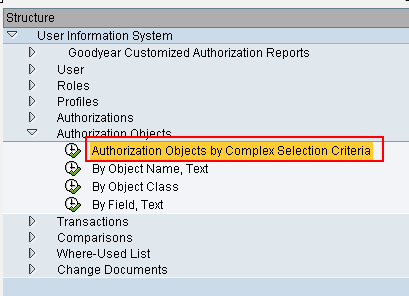 Structure
User Information System
Goodyear Customized Authorization Reports
User
Roles
Profiles
Authorizations
Authorization Objects
Authorization Objects by Complex Selection Criteria
By Object Name, Text
By Object Class
By Field, Text
Transactions
Comparisons
Where-Used List
Change Documents